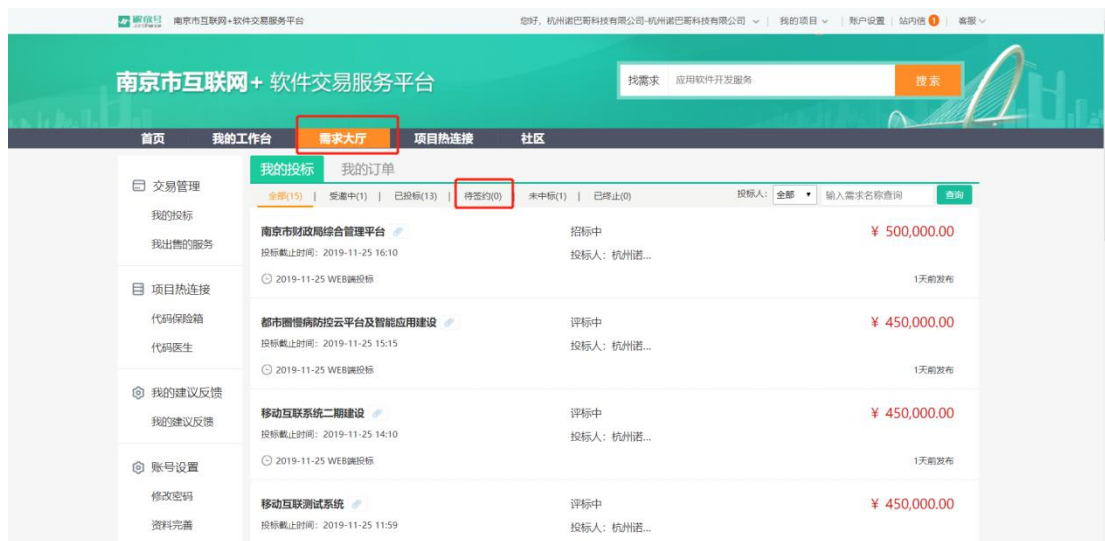 解放号 南京市互联网+软件交易服务平台 您好，杭州诺巴哥科技有限公司-杭州诺巴哥科技有限公司 | 我的项目 | 账户设置 | 站内信 1 | 客服
南京市互联网+ 软件交易服务平台 找需求 应用软件开发服务 搜索
首页 我的工作台 需求大厅 项目热连接 社区
交易管理
我的投标
我出售的服务
项目热连接
代码保险箱
代码医生
我的建议反馈
我的建议反馈
账号设置
修改密码
资料完善
我的投标 我的订单
全部(15) | 受邀中(1) | 已投标(13) | 待签约(0) | 未中标(1) | 已终止(0) 投标人： 全部 输入需求名称查询 查询
南京市财政局综合管理平台 招标中 ¥ 500,000.00
投标截止时间：2019-11-25 16:10 投标人：杭州诺...
2019-11-25 WEB端投标 1天前发布
都市圈慢病防控云平台及智能应用建设 评标中 ¥ 450,000.00
投标截止时间：2019-11-25 15:15 投标人：杭州诺...
2019-11-25 WEB端投标 1天前发布
移动互联系统二期建设 评标中 ¥ 450,000.00
投标截止时间：2019-11-25 14:10 投标人：杭州诺...
2019-11-25 WEB端投标 1天前发布
移动互联测试系统 评标中 ¥ 450,000.00
投标截止时间：2019-11-25 11:59 投标人：杭州诺...